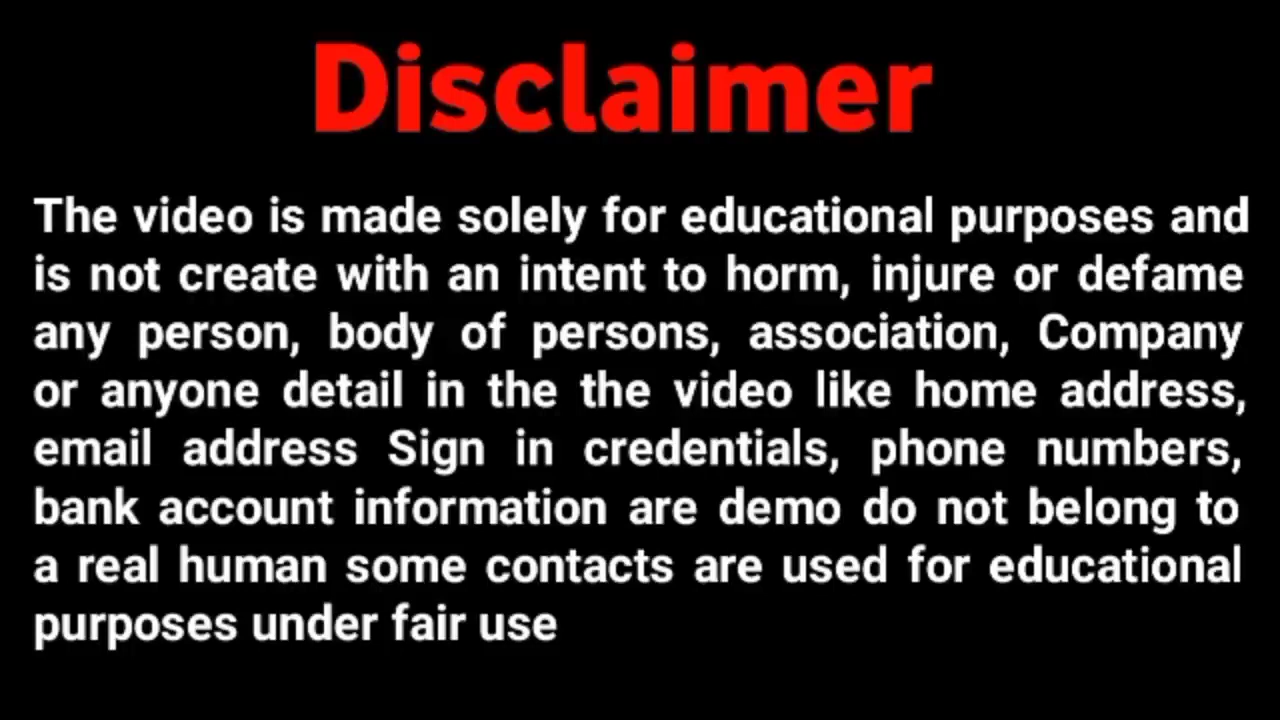 Disclaimer
The video is made solely for educational purposes and
is not create with an intent to horm, injure or defame
any person, body of persons, association, Company
or anyone detail in the the video like home address,
email address Sign in credentials, phone numbers,
bank account information are demo do not belong to
a real human some contacts are used for educational
purposes under fair use